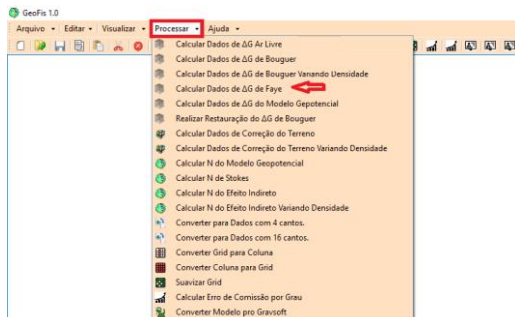 GeoFis 1.0
Arquivo Editar Visualizar Processar Ajuda
Calcular Dados de ΔG Ar Livre
Calcular Dados de ΔG de Bouguer
Calcular Dados de ΔG de Bouguer Variando Densidade
Calcular Dados de ΔG de Faye
Calcular Dados de ΔG do Modelo Gepotencial
Realizar Restauração do ΔG de Bouguer
Calcular Dados de Correção do Terreno
Calcular Dados de Correção do Terreno Variando Densidade
Calcular N do Modelo Geopotencial
Calcular N de Stokes
Calcular N do Efeito Indireto
Calcular N do Efeito Indireto Variando Densidade
Converter para Dados com 4 cantos.
Converter para Dados com 16 cantos.
Converter Grid para Coluna
Converter Coluna para Grid
Suavizar Grid
Calcular Erro de Comissão por Grau
Converter Modelo pro Gravsoft